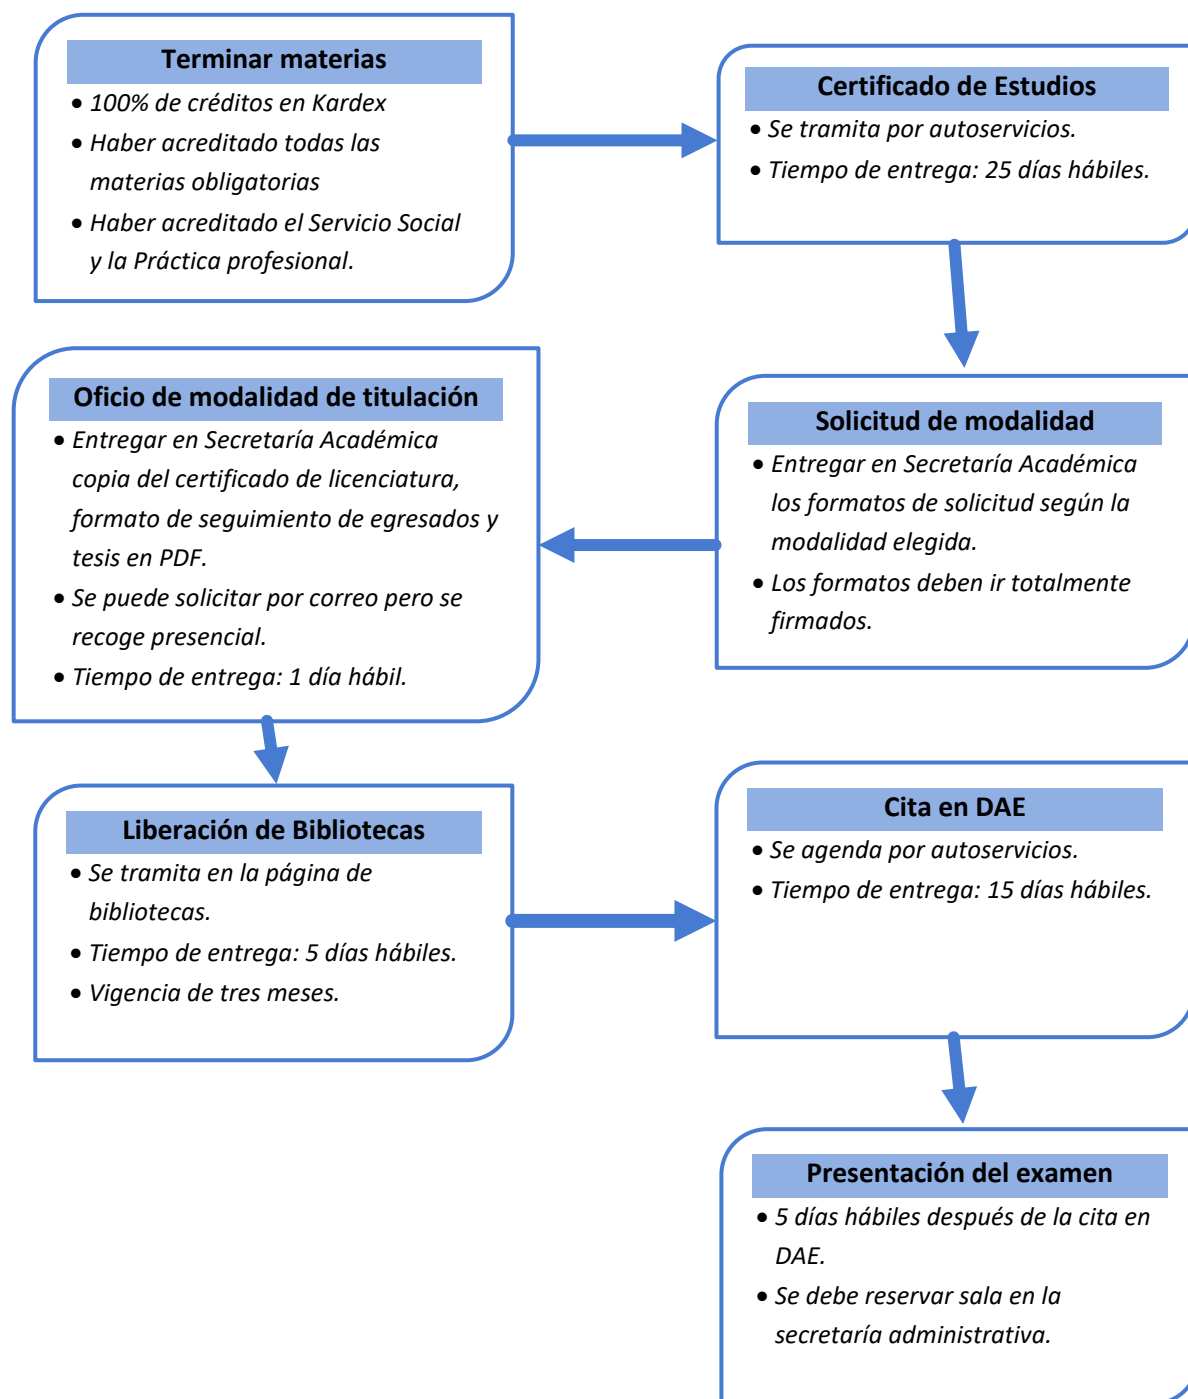 Terminar materias
• 100% de créditos en Kardex
• Haber acreditado todas las
materias obligatorias
• Haber acreditado el Servicio Social
y la Práctica profesional.
Certificado de Estudios
• Se tramita por autoservicios.
• Tiempo de entrega: 25 días hábiles.
Solicitud de modalidad
• Entregar en Secretaría Académica
los formatos de solicitud según la
modalidad elegida.
• Los formatos deben ir totalmente
firmados.
Oficio de modalidad de titulación
• Entregar en Secretaría Académica
copia del certificado de licenciatura,
formato de seguimiento de egresados y
tesis en PDF.
• Se puede solicitar por correo pero se
recoge presencial.
• Tiempo de entrega: 1 día hábil.
Liberación de Bibliotecas
• Se tramita en la página de
bibliotecas.
• Tiempo de entrega: 5 días hábiles.
• Vigencia de tres meses.
Cita en DAE
• Se agenda por autoservicios.
• Tiempo de entrega: 15 días hábiles.
Presentación del examen
• 5 días hábiles después de la cita en
DAE.
• Se debe reservar sala en la
secretaría administrativa.